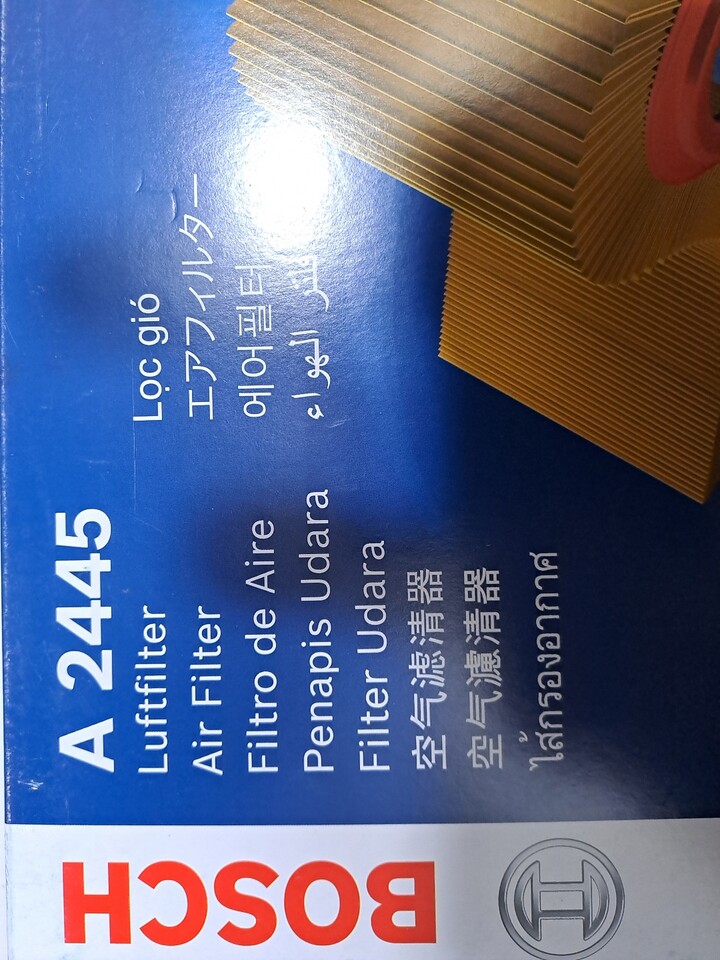 BOSCH
A 2445
Luftfilter
Air Filter
Filtro de Aire
Penapis Udara
Filter Udara
空气滤清器
空气濾清器
ไส้กรองอากาศ
Lọc gió
エアフィルター
에어필터
الهواء